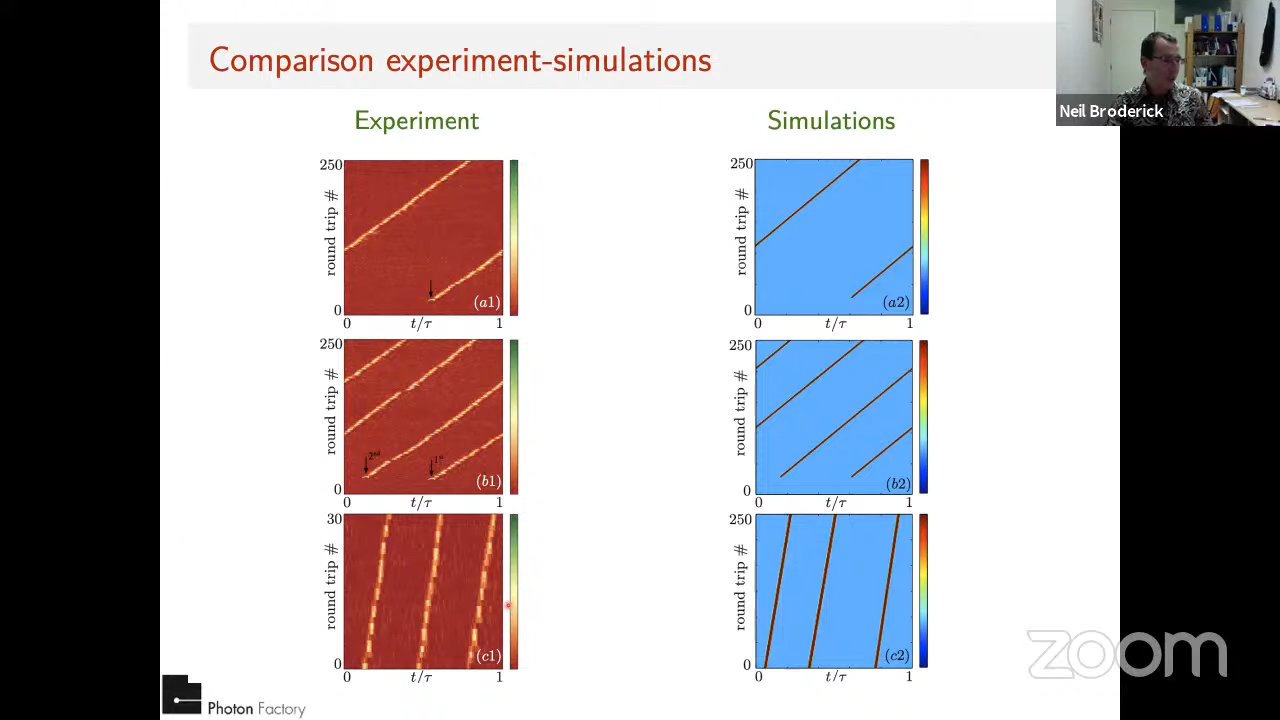 Comparison experiment-simulations
Neil Broderick
Experiment
Simulations
250
round trip #
0
(a1)
0
t/τ
1
250
round trip #
0
(a2)
0
t/τ
1
250
round trip #
0
2nd
1st
(b1)
0
t/τ
1
250
round trip #
0
(b2)
0
t/τ
1
30
round trip #
0
(c1)
0
t/τ
1
250
round trip #
0
(c2)
0
t/τ
1
Photon Factory
zoom